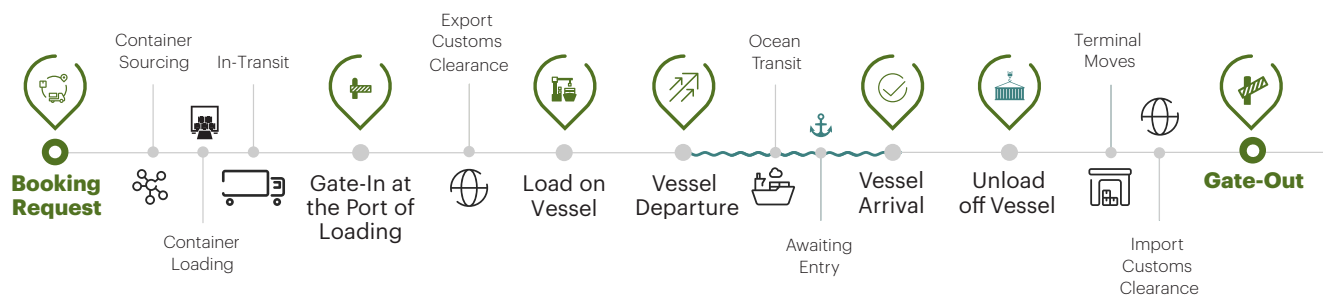 Booking
Request
Container
Sourcing
Container
Loading
In-Transit
Gate-In at
the Port of
Loading
Export
Customs
Clearance
Load on
Vessel
Vessel
Departure
Ocean
Transit
Awaiting
Entry
Vessel
Arrival
Unload
off Vessel
Terminal
Moves
Import
Customs
Clearance
Gate-Out